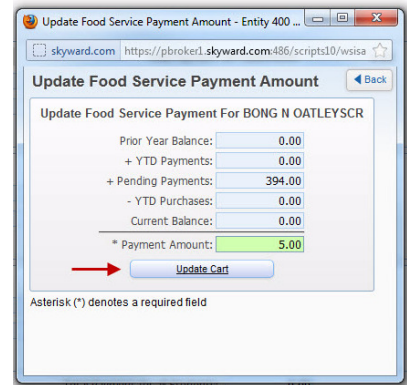 Update Food Service Payment Amount - Entity 400 ...
skyward.com https://pbroker1.skyward.com:486/scripts10/wsisa
Update Food Service Payment Amount
Back
Update Food Service Payment For BONG N OATLEYSCR
Prior Year Balance: 0.00
+ YTD Payments: 0.00
+ Pending Payments: 394.00
- YTD Purchases: 0.00
Current Balance: 0.00
* Payment Amount: 5.00
Update Cart
Asterisk (*) denotes a required field